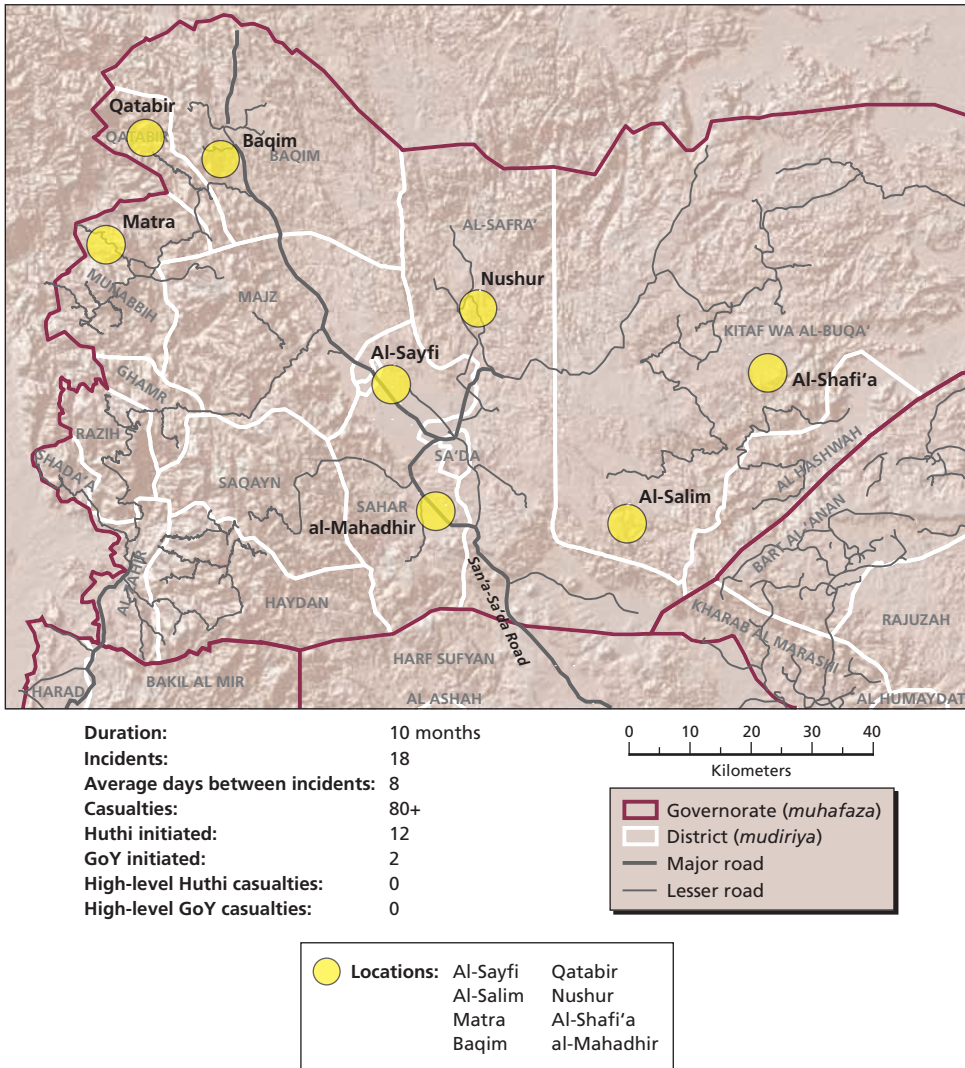 Qatabir
QATABIR
Baqim
BAQIM
Matra
AL-SAFRA'
MUNABBIH
MAJZ
Nushur
KITAF WA AL-BUQA'
Al-Sayfi
Al-Shafi‘a
GHAMR
RAZIH
SHADA'A
SA'DA
AL HASHWAH
SAQAYN
SAHAR
Al-Salim
al-Mahadhir
BART AL 'ANAN
AL ZAHIR
HAYDAN
San‘a-Sa‘da Road
KHARAB AL MARASHI
RAJUZAH
HARF SUFYAN
HARAD
BAKIL AL MIR
AL ASHAH
AL HUMAYDAT
Duration: 10 months
Incidents: 18
Average days between incidents: 8
Casualties: 80+
Huthi initiated: 12
GoY initiated: 2
High-level Huthi casualties: 0
High-level GoY casualties: 0
0 10 20 30 40
Kilometers
Governorate (muhafaza)
District (mudiriya)
Major road
Lesser road
Locations: Al-Sayfi Qatabir
Al-Salim Nushur
Matra Al-Shafi‘a
Baqim al-Mahadhir